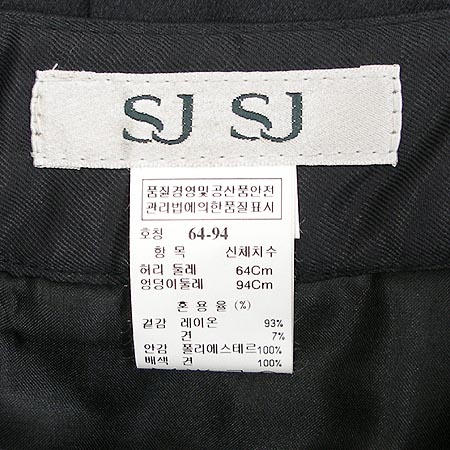 SJ SJ
품질경영및공산품안전
관리법에의한품질표시
호칭 64-94
항 목 신체치수
허리 둘레 64Cm
엉덩이둘레 94Cm
혼 용 율 (%)
겉감 레이온 93%
견 7%
안감 폴리에스테르100%
배색 견 100%